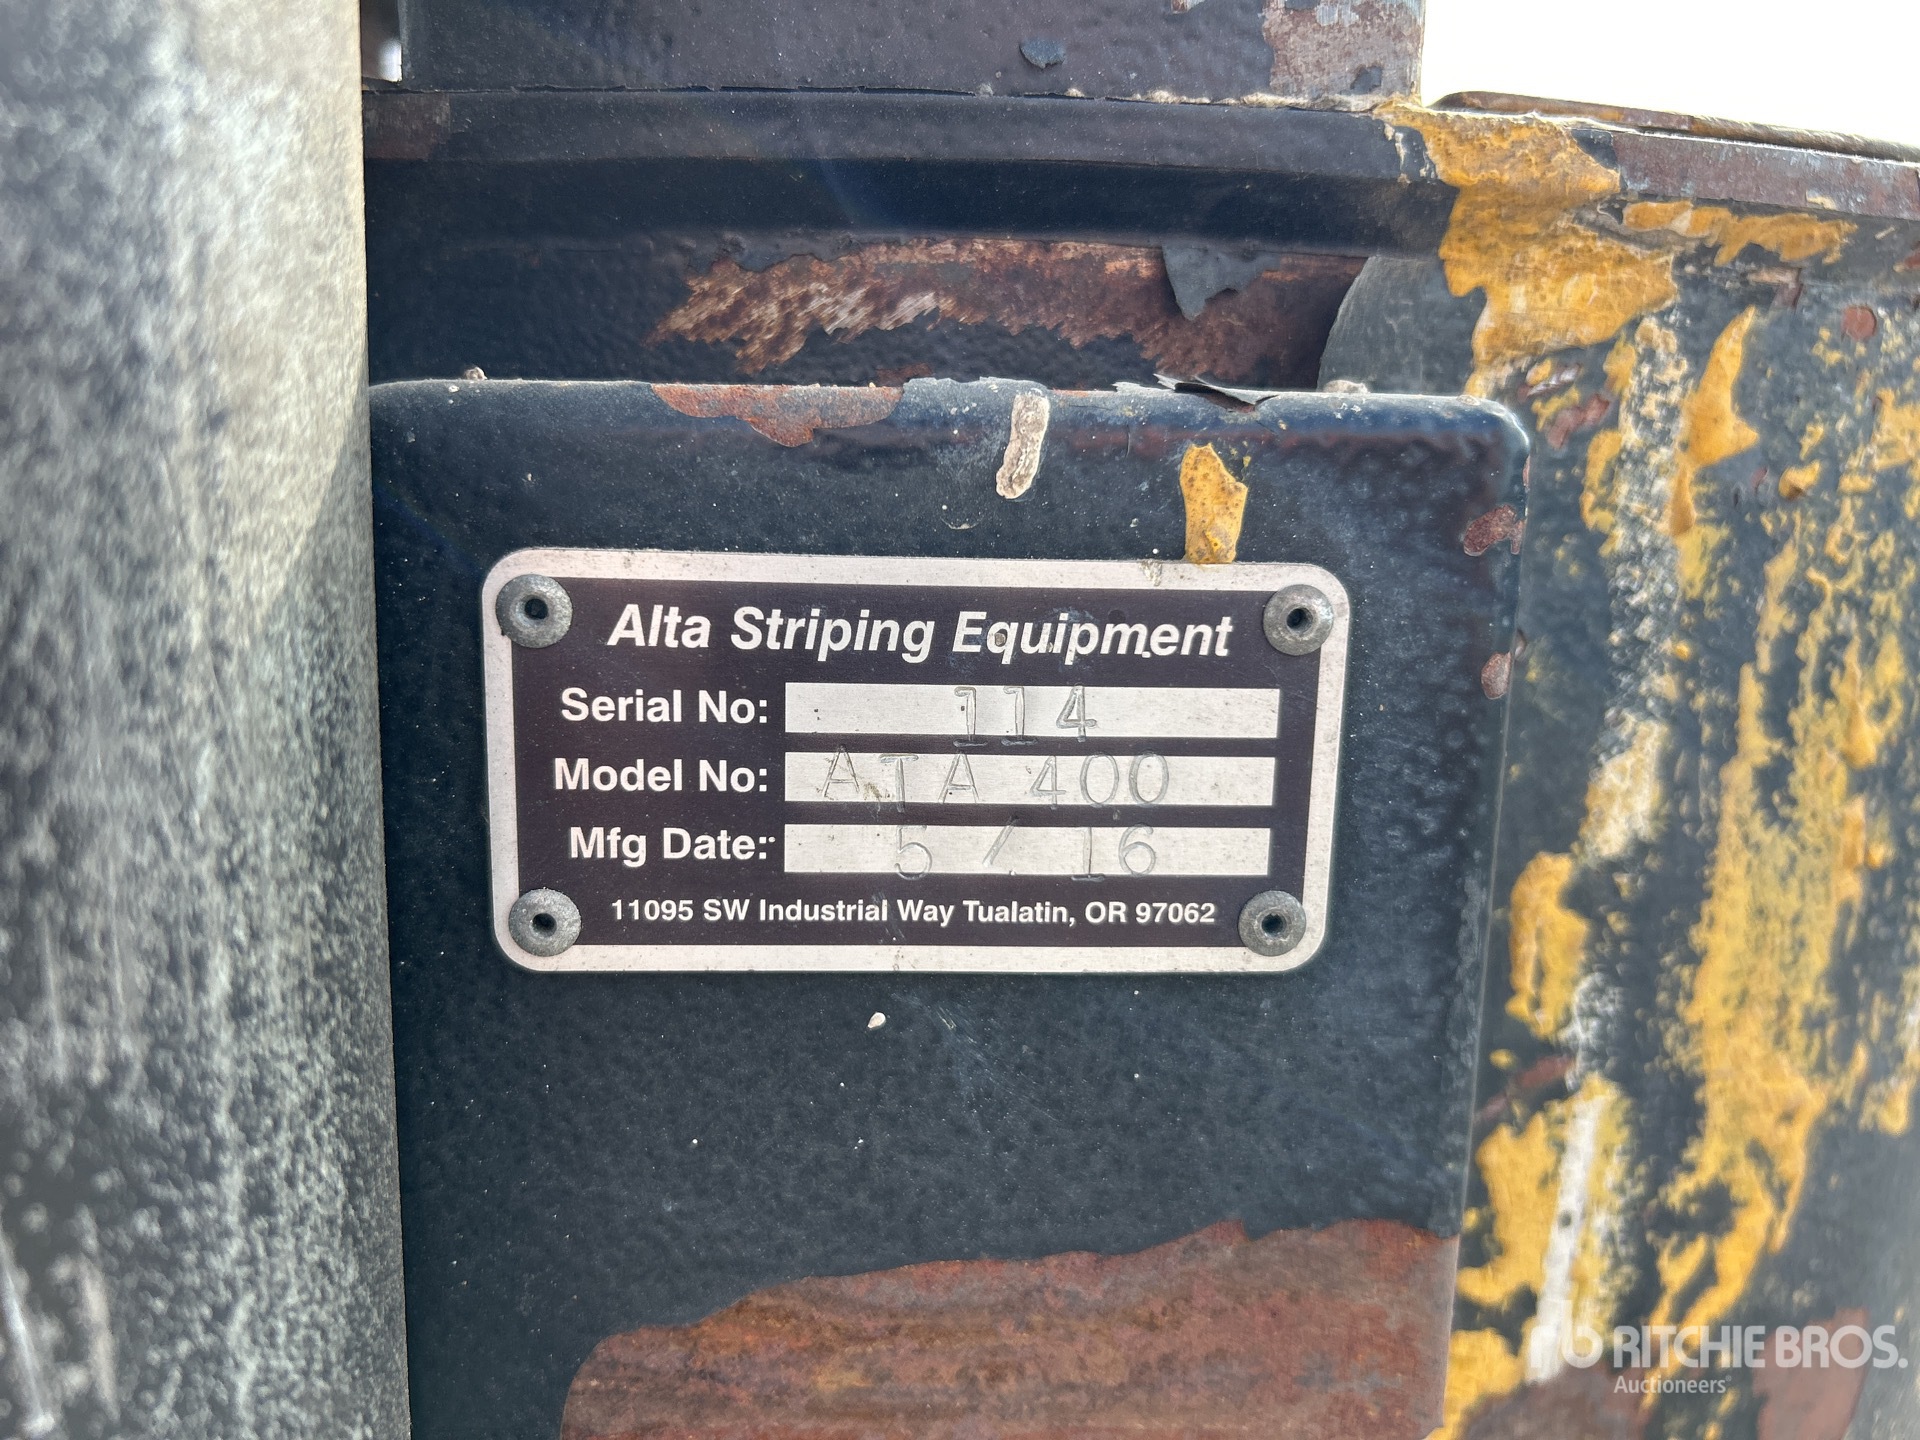 Alta Striping Equipment
Serial No: 114
Model No: ATA 400
Mfg Date: 5 / 16
11095 SW Industrial Way Tualatin, OR 97062
RITCHIE BROS.
Auctioneers